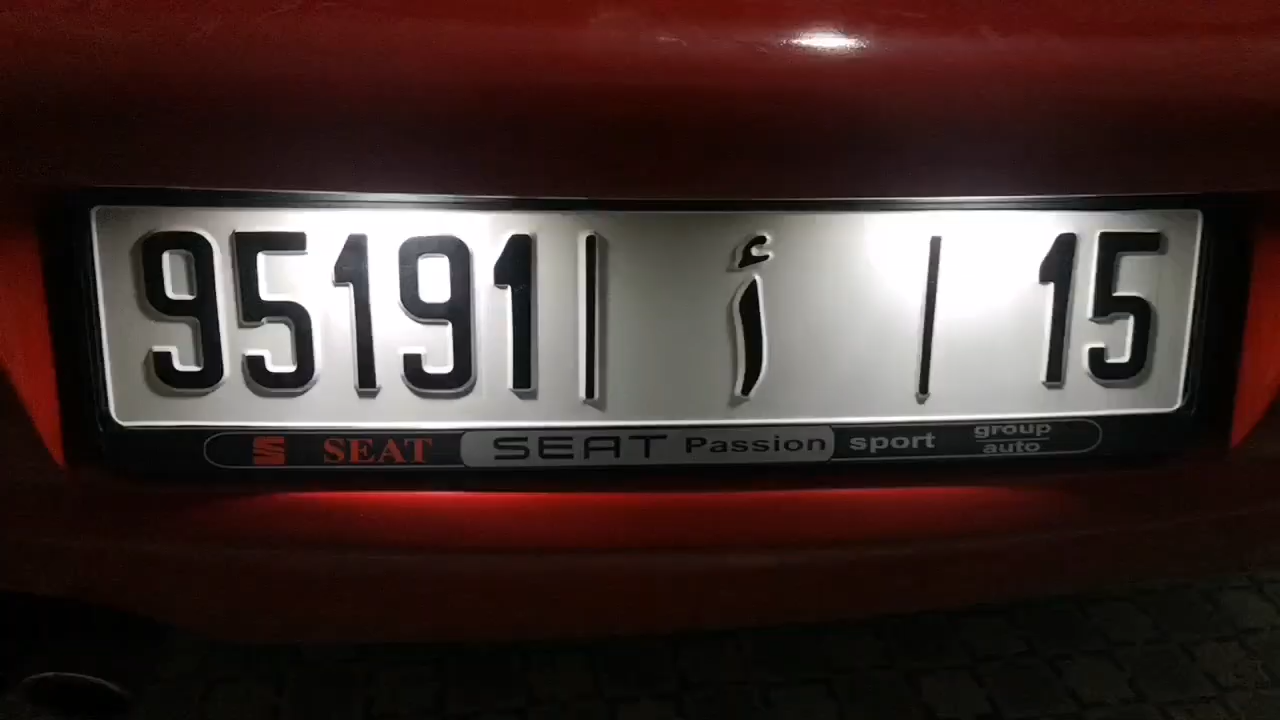 95191 | أ | 15
SEAT SEAT Passion sport group auto